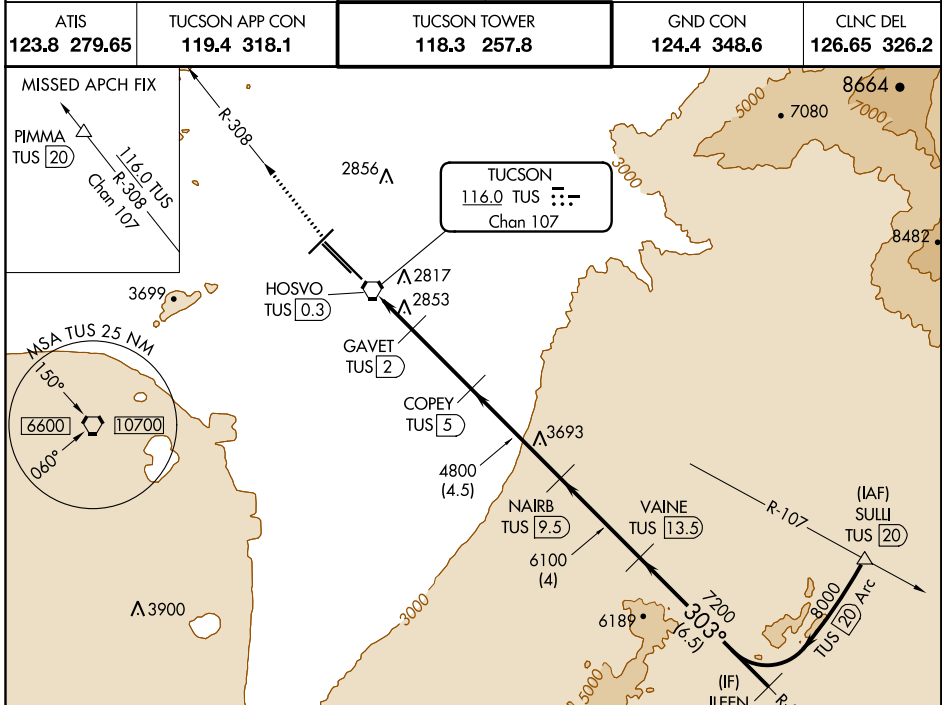 ATIS
123.8 279.65
TUCSON APP CON
119.4 318.1
TUCSON TOWER
118.3 257.8
GND CON
124.4 348.6
CLNC DEL
126.65 326.2
MISSED APCH FIX
PIMMA
TUS 20
116.0 TUS
R-308
Chan 107
R-308
2856
TUCSON
116.0 TUS
Chan 107
8664
7080
5000
7000
3000
8482
3699
HOSVO
TUS 0.3
2817
2853
GAVET
TUS 2
MSA TUS 25 NM
150°
6600
10700
060°
COPEY
TUS 5
3693
4800
(4.5)
NAIRB
TUS 9.5
VAINE
TUS 13.5
6100
(4)
R-107
(IAF)
SULLI
TUS 20
3900
3000
6189
7200
303°
(6.5)
8000
TUS 20 Arc
5000
(IF)